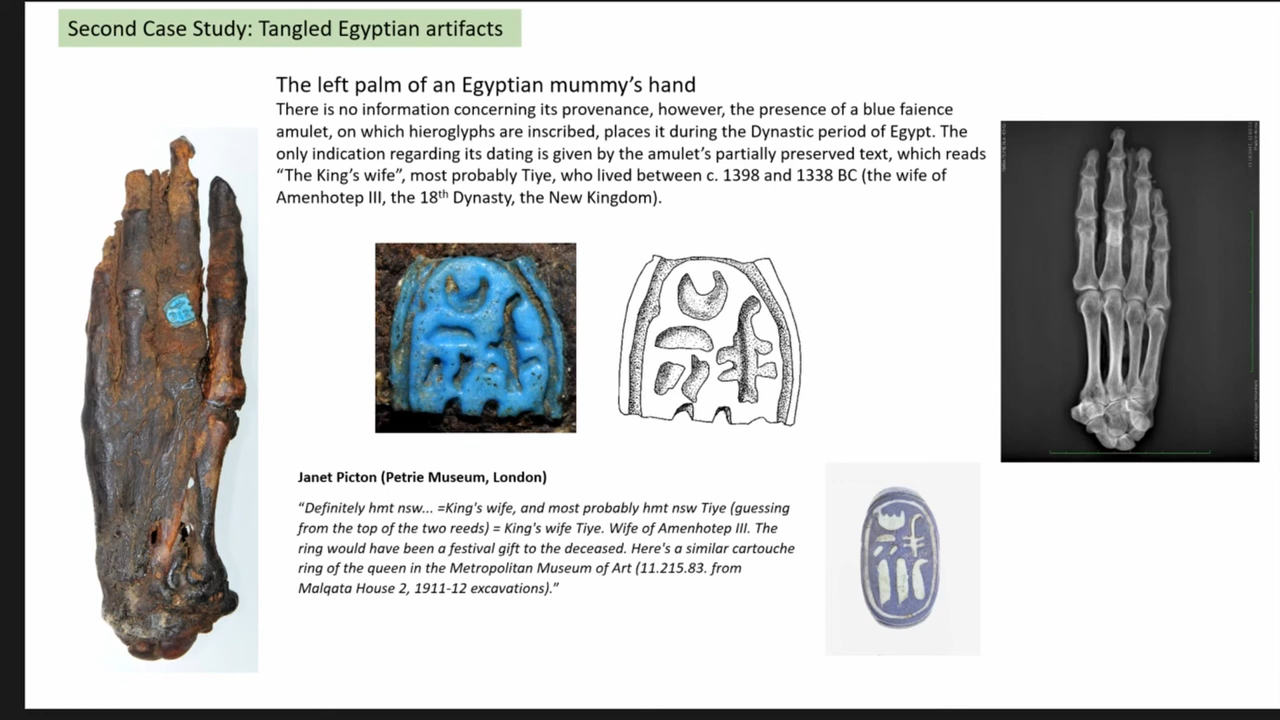 Second Case Study: Tangled Egyptian artifacts
The left palm of an Egyptian mummy’s hand
There is no information concerning its provenance, however, the presence of a blue faience
amulet, on which hieroglyphs are inscribed, places it during the Dynastic period of Egypt. The
only indication regarding its dating is given by the amulet’s partially preserved text, which reads
“The King’s wife”, most probably Tiye, who lived between c. 1398 and 1338 BC (the wife of
Amenhotep III, the 18th Dynasty, the New Kingdom).
Janet Picton (Petrie Museum, London)
“Definitely hmt nsw... =King's wife, and most probably hmt nsw Tiye (guessing
from the top of the two reeds) = King's wife Tiye. Wife of Amenhotep III. The
ring would have been a festival gift to the deceased. Here's a similar cartouche
ring of the queen in the Metropolitan Museum of Art (11.215.83. from
Malqata House 2, 1911-12 excavations).”